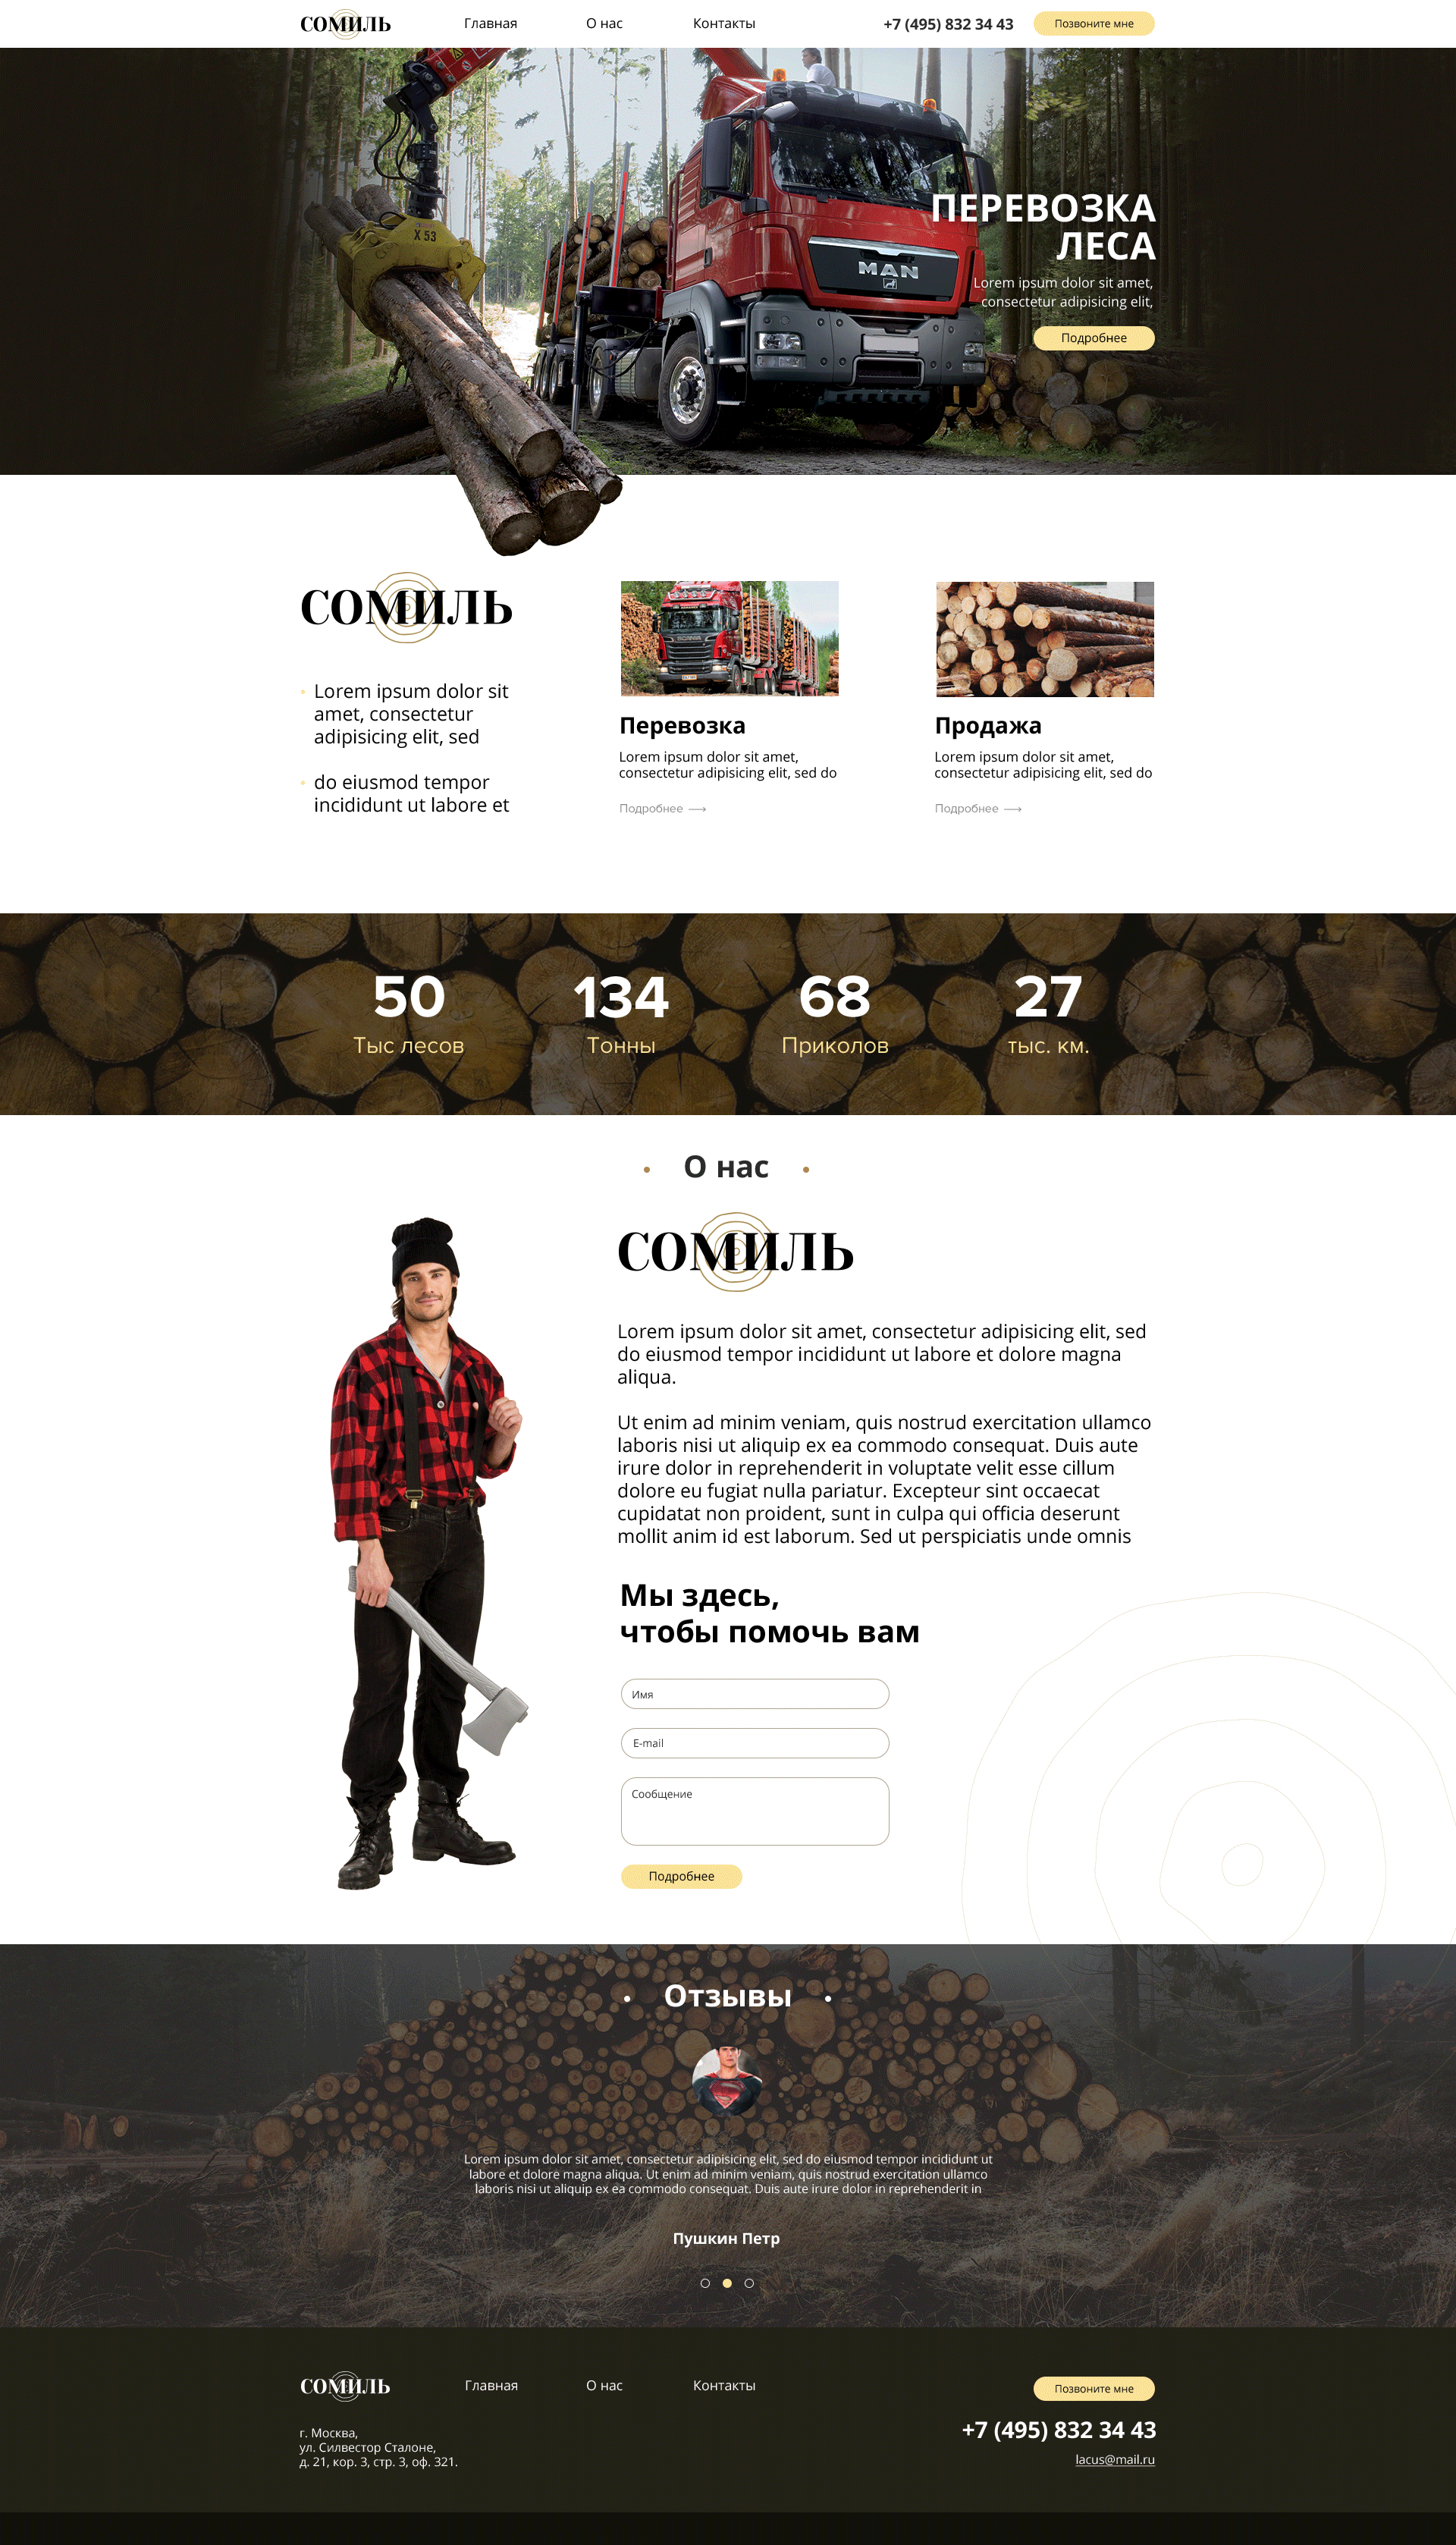 СОМИЛЬ
Главная
О нас
Контакты
+7 (495) 832 34 43
Позвоните мне
X 53
MAN
ПЕРЕВОЗКА
ЛЕСА
Lorem ipsum dolor sit amet,
consectetur adipisicing elit,
Подробнее
СОМИЛЬ
Lorem ipsum dolor sit
amet, consectetur
adipisicing elit, sed
do eiusmod tempor
incididunt ut labore et
SCANIA
Перевозка
Lorem ipsum dolor sit amet,
consectetur adipisicing elit, sed do
Подробнее
Продажа
Lorem ipsum dolor sit amet,
consectetur adipisicing elit, sed do
Подробнее
50
Тыс лесов
134
Тонны
68
Приколов
27
тыс. км.
О нас
СОМИЛЬ
Lorem ipsum dolor sit amet, consectetur adipisicing elit, sed
do eiusmod tempor incididunt ut labore et dolore magna
aliqua.
Ut enim ad minim veniam, quis nostrud exercitation ullamco
laboris nisi ut aliquip ex ea commodo consequat. Duis aute
irure dolor in reprehenderit in voluptate velit esse cillum
dolore eu fugiat nulla pariatur. Excepteur sint occaecat
cupidatat non proident, sunt in culpa qui officia deserunt
mollit anim id est laborum. Sed ut perspiciatis unde omnis
Мы здесь,
чтобы помочь вам
Имя
E-mail
Сообщение
Подробнее
Отзывы
Lorem ipsum dolor sit amet, consectetur adipisicing elit, sed do eiusmod tempor incididunt ut
labore et dolore magna aliqua. Ut enim ad minim veniam, quis nostrud exercitation ullamco
laboris nisi ut aliquip ex ea commodo consequat. Duis aute irure dolor in reprehenderit in
Пушкин Петр
СОМИЛЬ
Главная
О нас
Контакты
Позвоните мне
г. Москва,
ул. Силвестор Сталоне,
д. 21, кор. 3, стр. 3, оф. 321.
+7 (495) 832 34 43
lacus@mail.ru